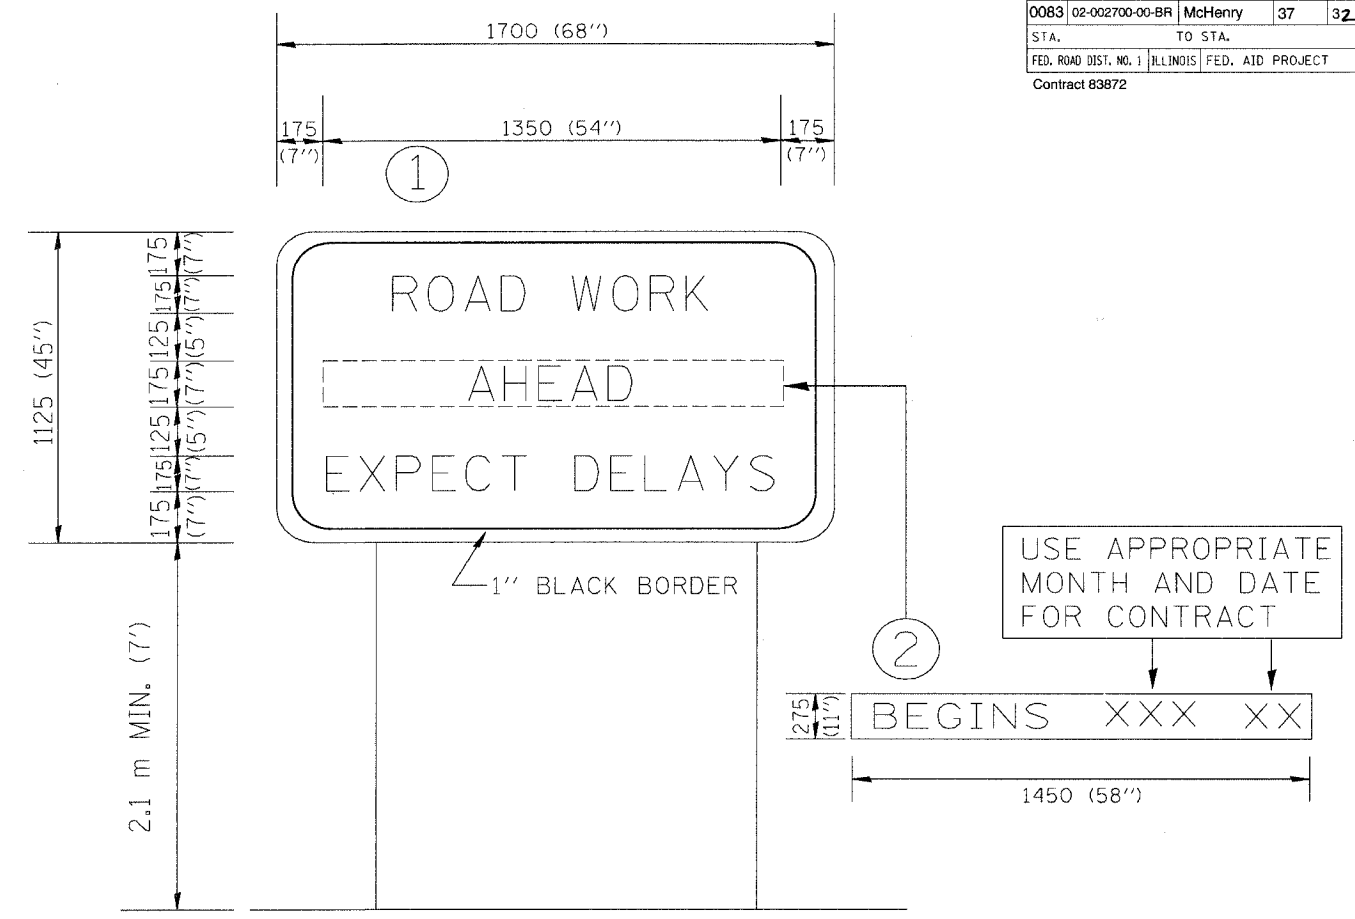 0083 02-002700-00-BR McHenry 37 32
STA. TO STA.
FED. ROAD DIST. NO. 1 ILLINOIS FED. AID PROJECT
Contract 83872
1700 (68")
175 (7")
1350 (54")
175 (7")
1
1125 (45")
175 (7")
175 (7")
125 (5")
175 (7")
125 (5")
175 (7")
175 (7")
ROAD WORK
AHEAD
EXPECT DELAYS
1" BLACK BORDER
2.1 m MIN. (7')
2
USE APPROPRIATE
MONTH AND DATE
FOR CONTRACT
275 (11")
BEGINS XXX XX
1450 (58")